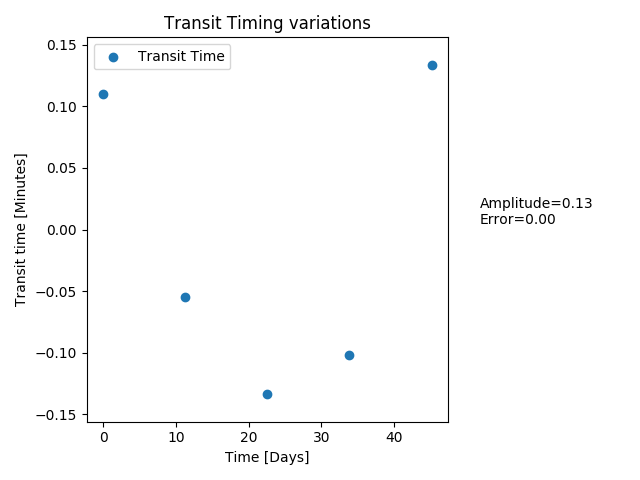 Transit Timing variations
Transit Time
0.15
0.10
0.05
0.00
−0.05
−0.10
−0.15
Transit time [Minutes]
0
10
20
30
40
Time [Days]
Amplitude=0.13
Error=0.00